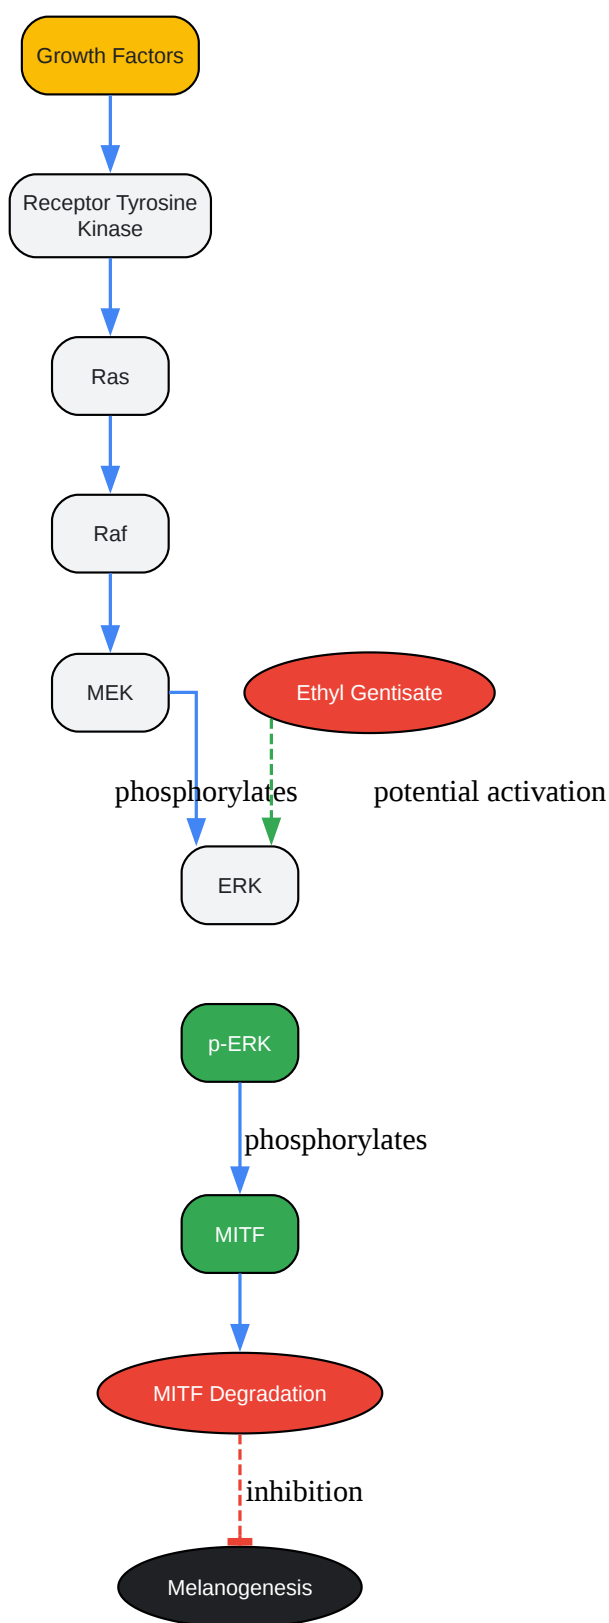 Growth Factors
Receptor Tyrosine
Kinase
Ras
Raf
MEK
Ethyl Gentisate
phosphorylates
potential activation
ERK
p-ERK
phosphorylates
MITF
MITF Degradation
inhibition
Melanogenesis